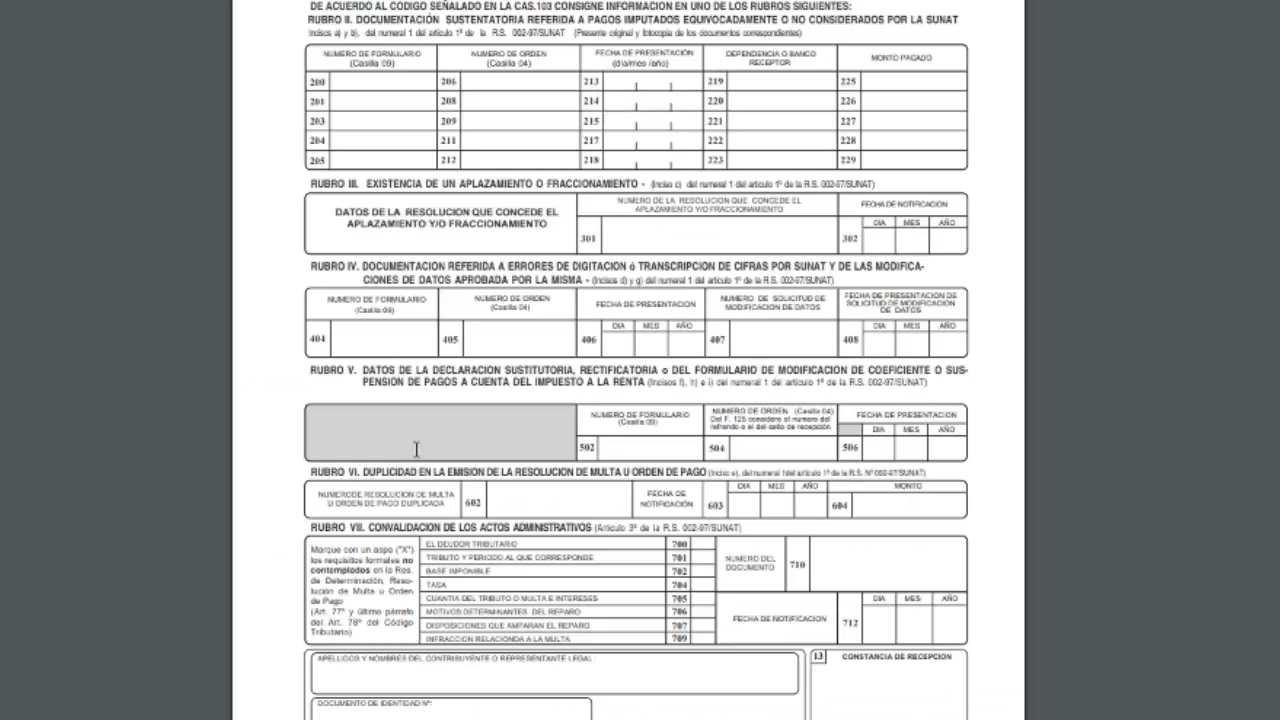 DE ACUERDO AL CODIGO SEÑALADO EN LA CAS.103 CONSIGNE INFORMACION EN UNO DE LOS RUBROS SIGUIENTES:
RUBRO II. DOCUMENTACIÓN SUSTENTATORIA REFERIDA A PAGOS IMPUTADOS EQUIVOCADAMENTE O NO CONSIDERADOS POR LA SUNAT
Incisos a) y b), del numeral 1 del artículo 1º de la R.S. 002-97/SUNAT (Presente original y fotocopia de los documentos correspondientes)
NUMERO DE FORMULARIO (Casilla 09) NUMERO DE ORDEN (Casilla 04) FECHA DE PRESENTACIÓN (día/mes /año) DEPENDENCIA O BANCO RECEPTOR MONTO PAGADO
200 206 213 219 225
201 208 214 220 226
203 209 215 221 227
204 211 217 222 228
205 212 218 223 229
RUBRO III. EXISTENCIA DE UN APLAZAMIENTO O FRACCIONAMIENTO - (Inciso c) del numeral 1 del artículo 1º de la R.S. 002-97/SUNAT)
DATOS DE LA RESOLUCION QUE CONCEDE EL APLAZAMIENTO Y/O FRACCIONAMIENTO
NUMERO DE LA RESOLUCION QUE CONCEDE EL APLAZAMIENTO Y/O FRACCIONAMIENTO
FECHA DE NOTIFICACION
DIA MES AÑO
301 302
RUBRO IV. DOCUMENTACION REFERIDA A ERRORES DE DIGITACION ó TRANSCRIPCION DE CIFRAS POR SUNAT Y DE LAS MODIFICA-
CIONES DE DATOS APROBADA POR LA MISMA - (Incisos d) y g) del numeral 1 del artículo 1º de la R.S. 002-97/SUNAT)
NUMERO DE FORMULARIO (Casilla 09) NUMERO DE ORDEN (Casilla 04) FECHA DE PRESENTACION NUMERO DE SOLICITUD DE MODIFICACION DE DATOS FECHA DE PRESENTACION DE SOLICITUD DE MODIFICACION DE DATOS
DIA MES AÑO DIA MES AÑO
404 405 406 407 408
RUBRO V. DATOS DE LA DECLARACION SUSTITUTORIA, RECTIFICATORIA o DEL FORMULARIO DE MODIFICACION DE COEFICIENTE O SUS-
PENSION DE PAGOS A CUENTA DEL IMPUESTO A LA RENTA (Incisos f), h) e i) del numeral 1 del artículo 1º de la R.S. 002-97/SUNAT)
NUMERO DE FORMULARIO (Casilla 09) NUMERO DE ORDEN (Casilla 04) Del F. 125 considere el número del refrendo o el del sello de recepción FECHA DE PRESENTACION
DIA MES AÑO
502 504 506
RUBRO VI. DUPLICIDAD EN LA EMISION DE LA RESOLUCION DE MULTA U ORDEN DE PAGO (Inciso e), del numeral 1 del artículo 1º de la R.S. Nº 002-97/SUNAT)
NUMERO DE RESOLUCION DE MULTA U ORDEN DE PAGO DUPLICADA 602 FECHA DE NOTIFICACIÓN 603 DIA MES AÑO 604 MONTO
RUBRO VII. CONVALIDACION DE LOS ACTOS ADMINISTRATIVOS (Artículo 3º de la R.S. 002-97/SUNAT)
Marque con un aspa ("X")
los requisitos formales no
contemplados en la Res.
de Determinación, Reso-
lución de Multa u Orden
de Pago
(Art. 77º y último párrafo
del Art. 78º del Código
Tributario)
EL DEUDOR TRIBUTARIO 700
TRIBUTO Y PERIODO AL QUE CORRESPONDE 701
BASE IMPONIBLE 702
TASA 704
CUANTIA DEL TRIBUTO O MULTA E INTERESES 705
MOTIVOS DETERMINANTES DEL REPARO 706
DISPOSICIONES QUE AMPARAN EL REPARO 707
INFRACCION RELACIONDA A LA MULTA 709
NUMERO DEL DOCUMENTO 710
FECHA DE NOTIFICACION 712 DIA MES AÑO
APELLIDOS Y NOMBRES DEL CONTRIBUYENTE O REPRESENTANTE LEGAL :
13 CONSTANCIA DE RECEPCION
DOCUMENTO DE IDENTIDAD Nº: